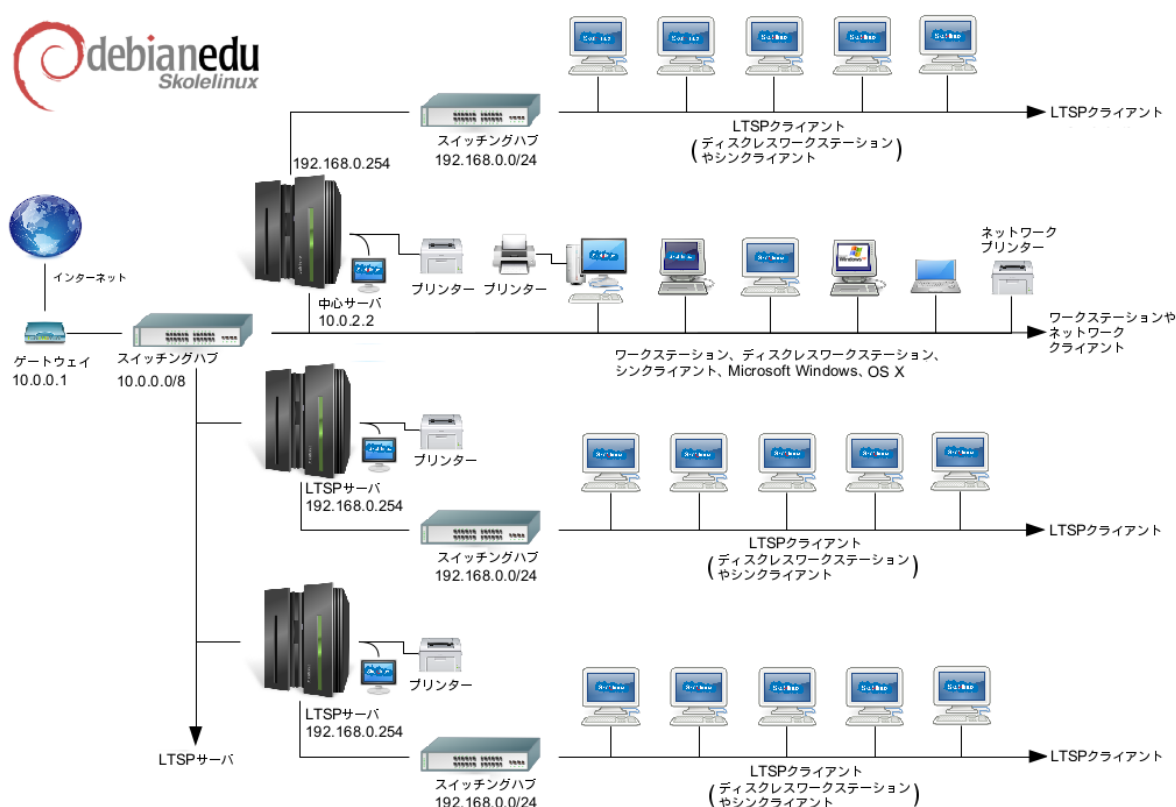 debianedu
Skolelinux
スイッチングハブ
192.168.0.0/24
LTSPクライアント
(ディスクレスワークステーション
やシンクライアント)
LTSPクライアント
192.168.0.254
インターネット
中心サーバ
10.0.2.2
プリンター
プリンター
ネットワーク
プリンター
ゲートウェイ
10.0.0.1
スイッチングハブ
10.0.0.0/8
ワークステーション、ディスクレスワークステーション、
シンクライアント、Microsoft Windows、OS X
ワークステーションや
ネットワーク
クライアント
プリンター
LTSPサーバ
192.168.0.254
スイッチングハブ
192.168.0.0/24
LTSPクライアント
(ディスクレスワークステーション
やシンクライアント)
LTSPクライアント
プリンター
LTSPサーバ
192.168.0.254
LTSPサーバ
スイッチングハブ
192.168.0.0/24
LTSPクライアント
(ディスクレスワークステーション
やシンクライアント)
LTSPクライアント